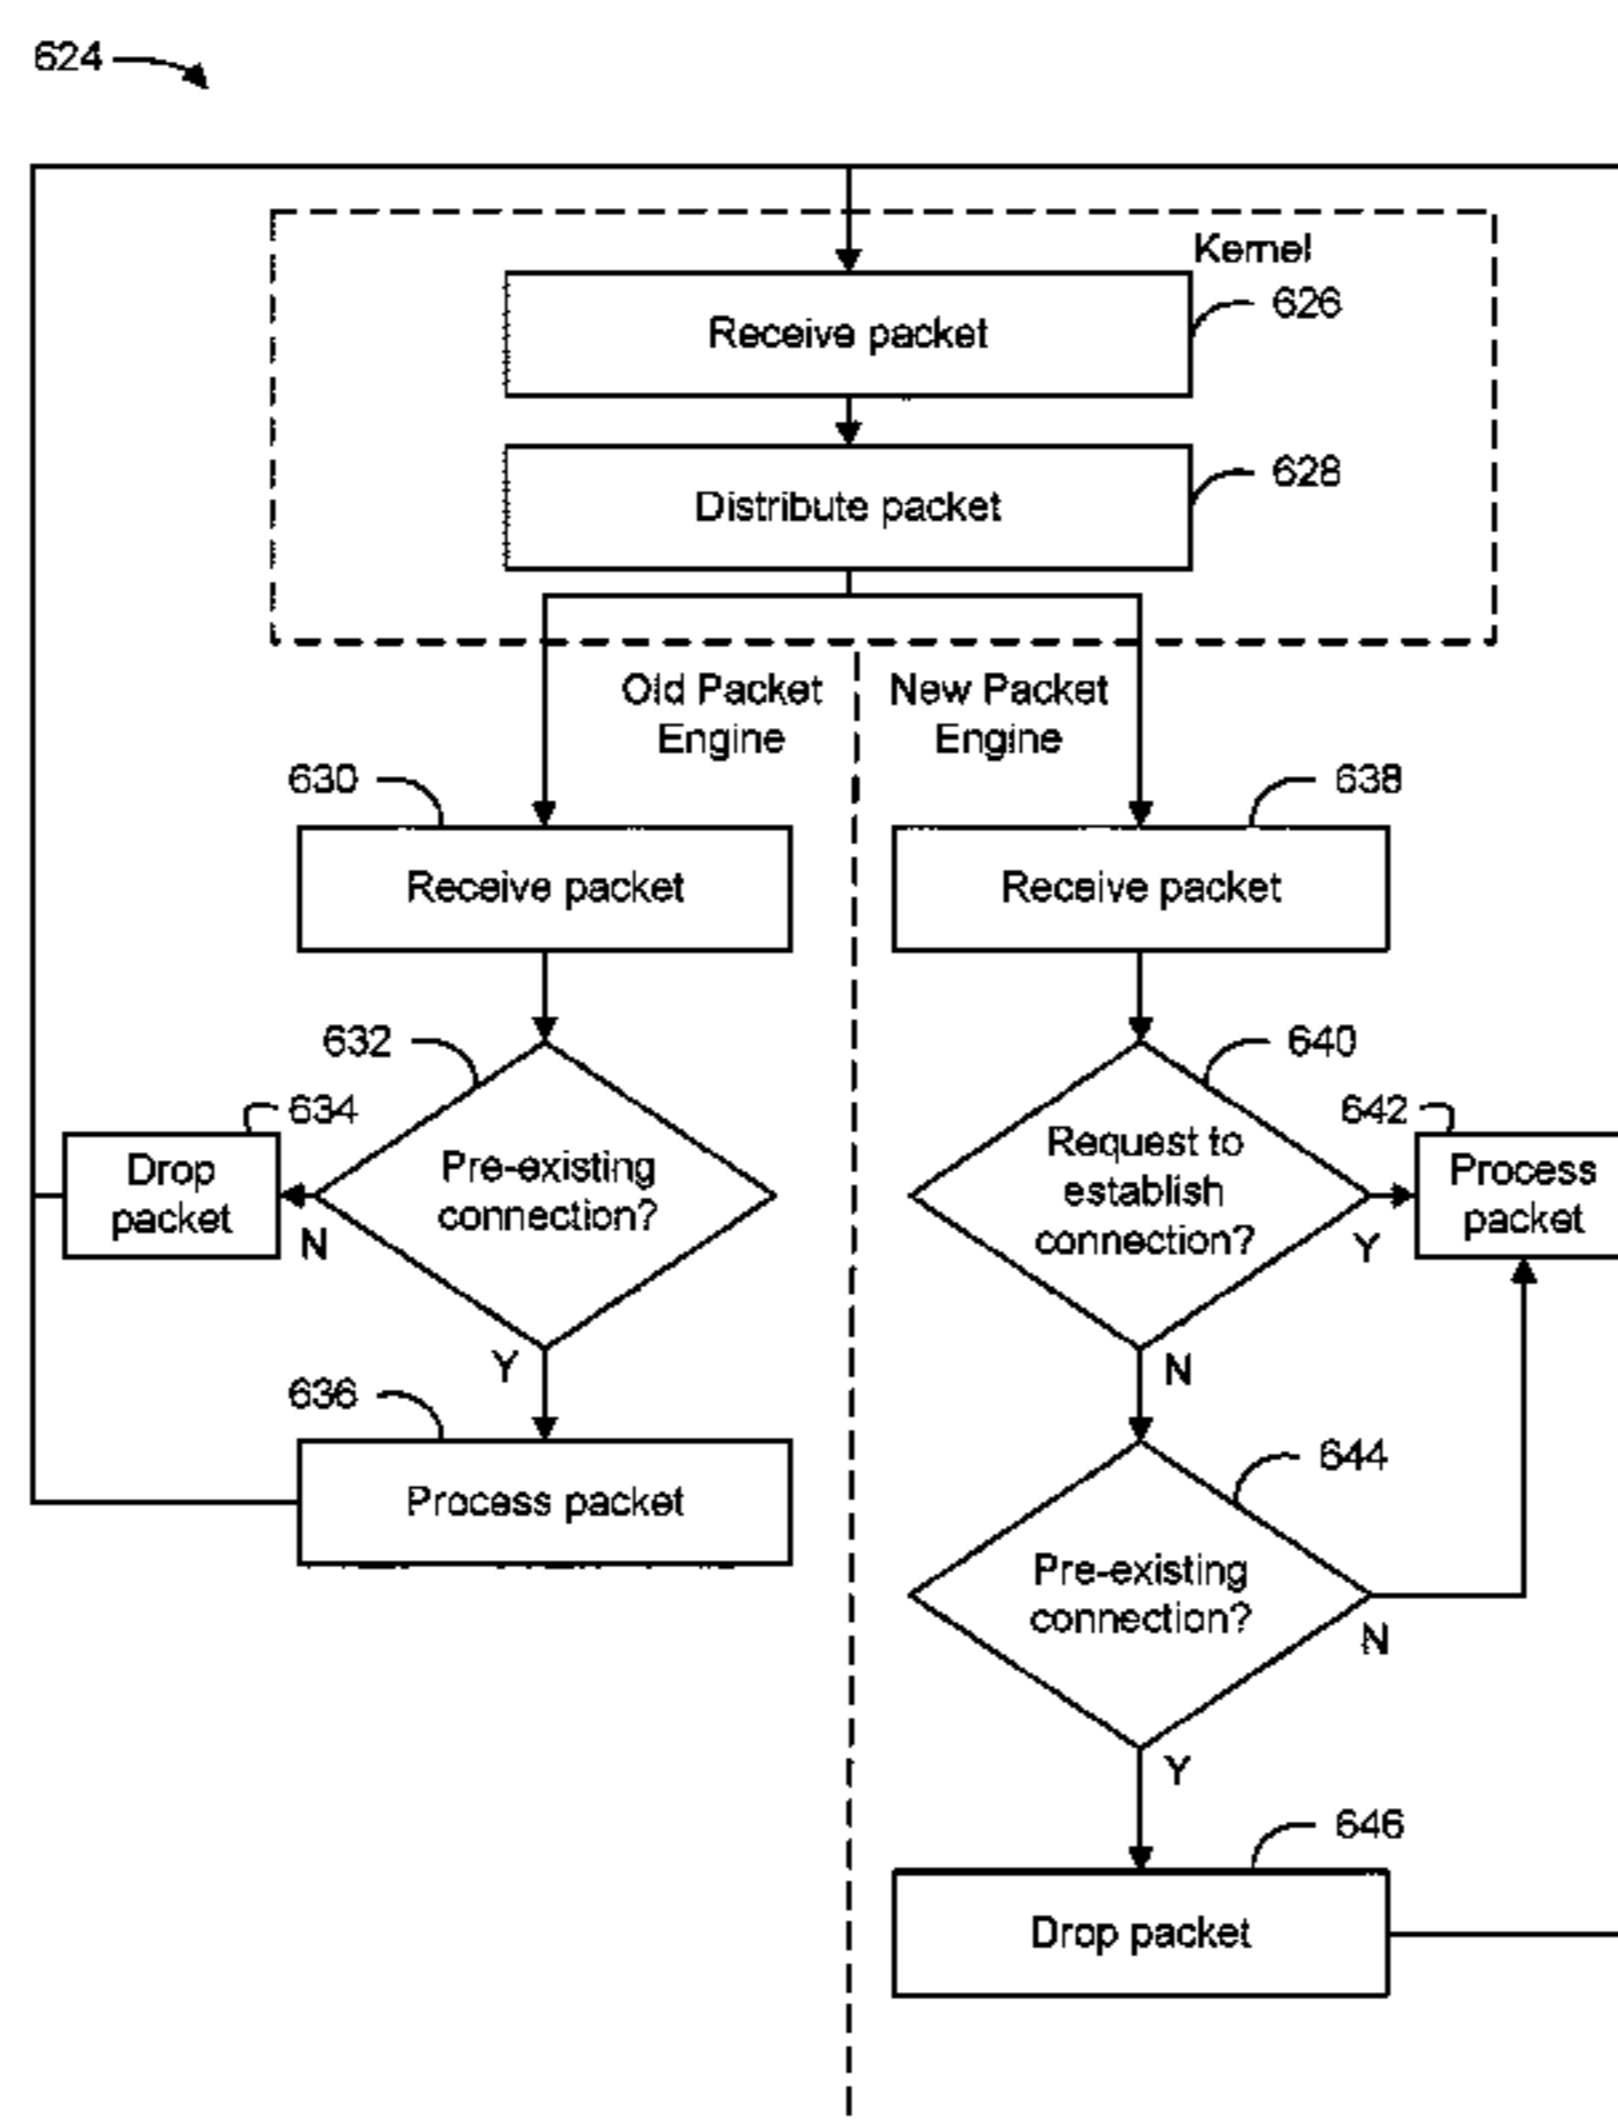 624
Kernel
626
Receive packet
628
Distribute packet
Old Packet
Engine
New Packet
Engine
630
638
Receive packet
Receive packet
632
640
634
642
Drop
packet
Pre-existing
connection?
Request to
establish
connection?
Process
packet
N
Y
Y
N
636
644
Process packet
Pre-existing
connection?
N
Y
646
Drop packet